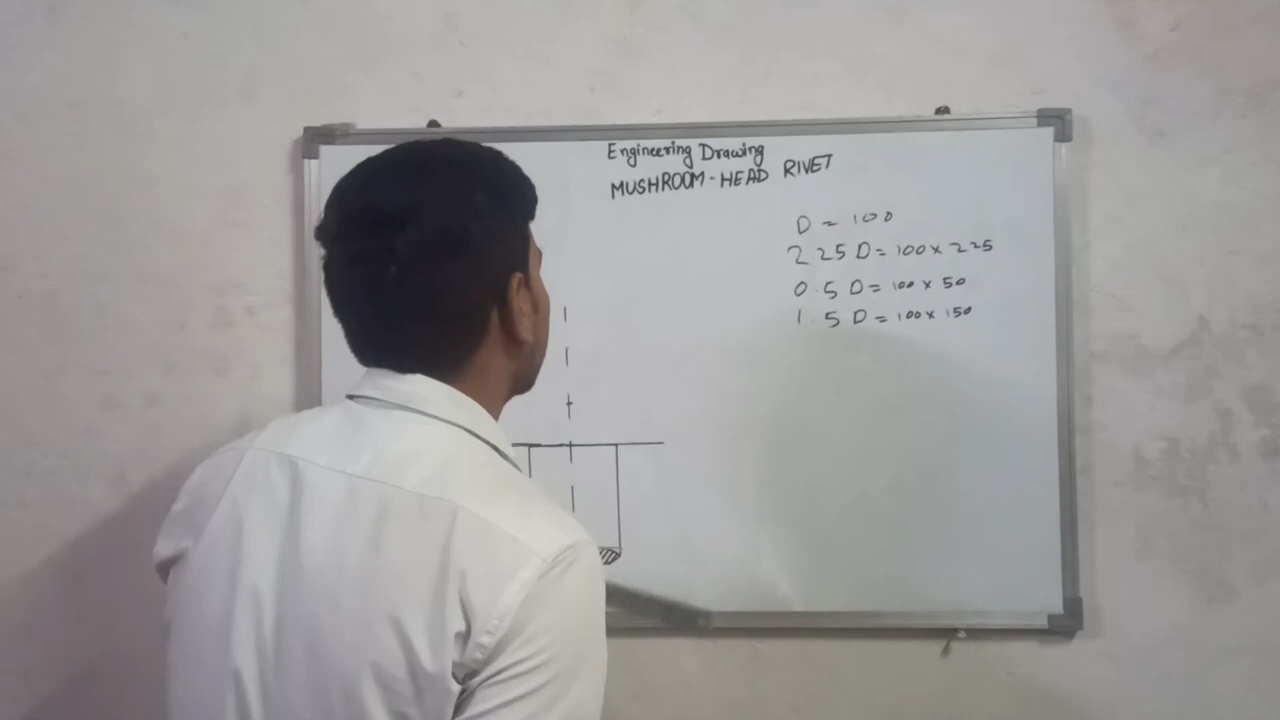 Engineering Drawing
MUSHROOM-HEAD RIVET
D = 100
2 25 D = 100 × 225
0.5 D = 100 × 50
1.5 D = 100 × 150